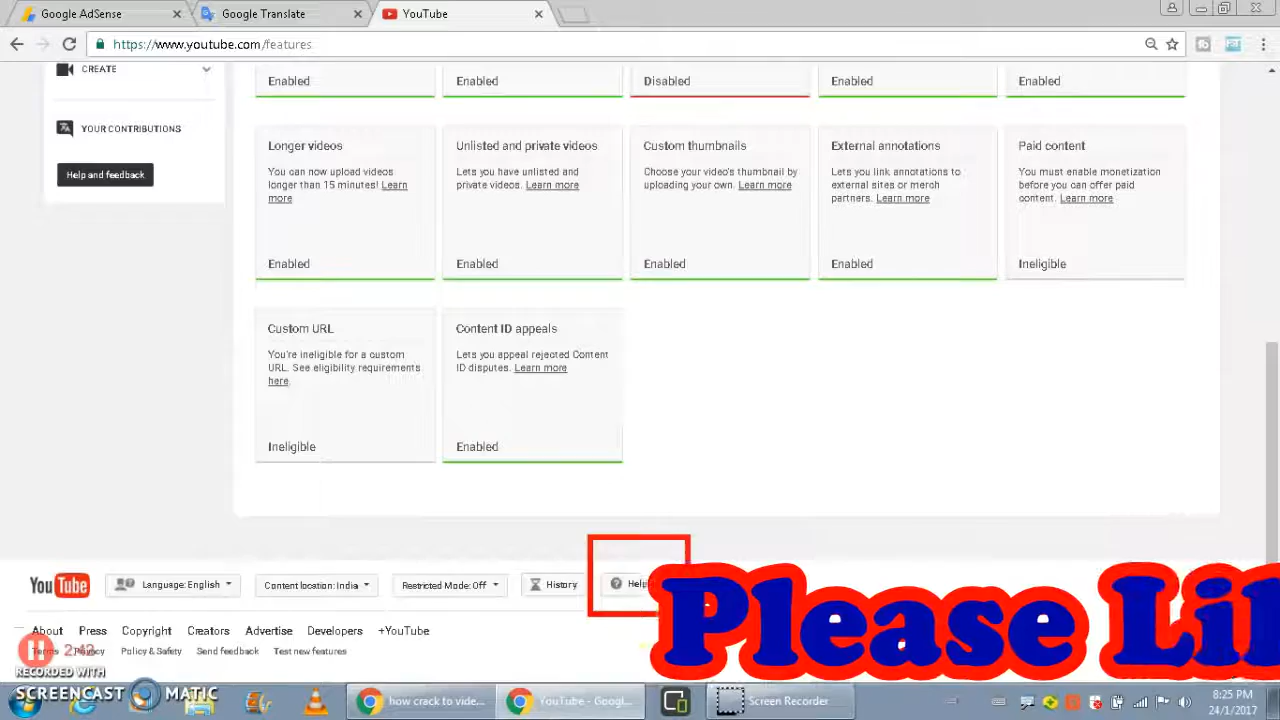 Google AdSense
Google Translate
YouTube
https://www.youtube.com/features
CREATE
YOUR CONTRIBUTIONS
Help and feedback
Enabled
Enabled
Disabled
Enabled
Enabled
Longer videos
You can now upload videos
longer than 15 minutes! Learn
more
Enabled
Unlisted and private videos
Lets you have unlisted and
private videos. Learn more
Enabled
Custom thumbnails
Choose your video's thumbnail by
uploading your own. Learn more
Enabled
External annotations
Lets you link annotations to
external sites or merch
partners. Learn more
Enabled
Paid content
You must enable monetization
before you can offer paid
content. Learn more
Ineligible
Custom URL
You're ineligible for a custom
URL. See eligibility requirements
here.
Ineligible
Content ID appeals
Lets you appeal rejected Content
ID disputes. Learn more
Enabled
YouTube
Language: English
Content location: India
Restricted Mode: Off
History
Help
Please Lik
About Press Copyright Creators Advertise Developers +YouTube
Terms Privacy Policy & Safety Send feedback Test new features
2:42
RECORDED WITH
SCREENCAST MATIC
how crack to vide...
YouTube - Googl...
Screen Recorder
8:25 PM
24/1/2017